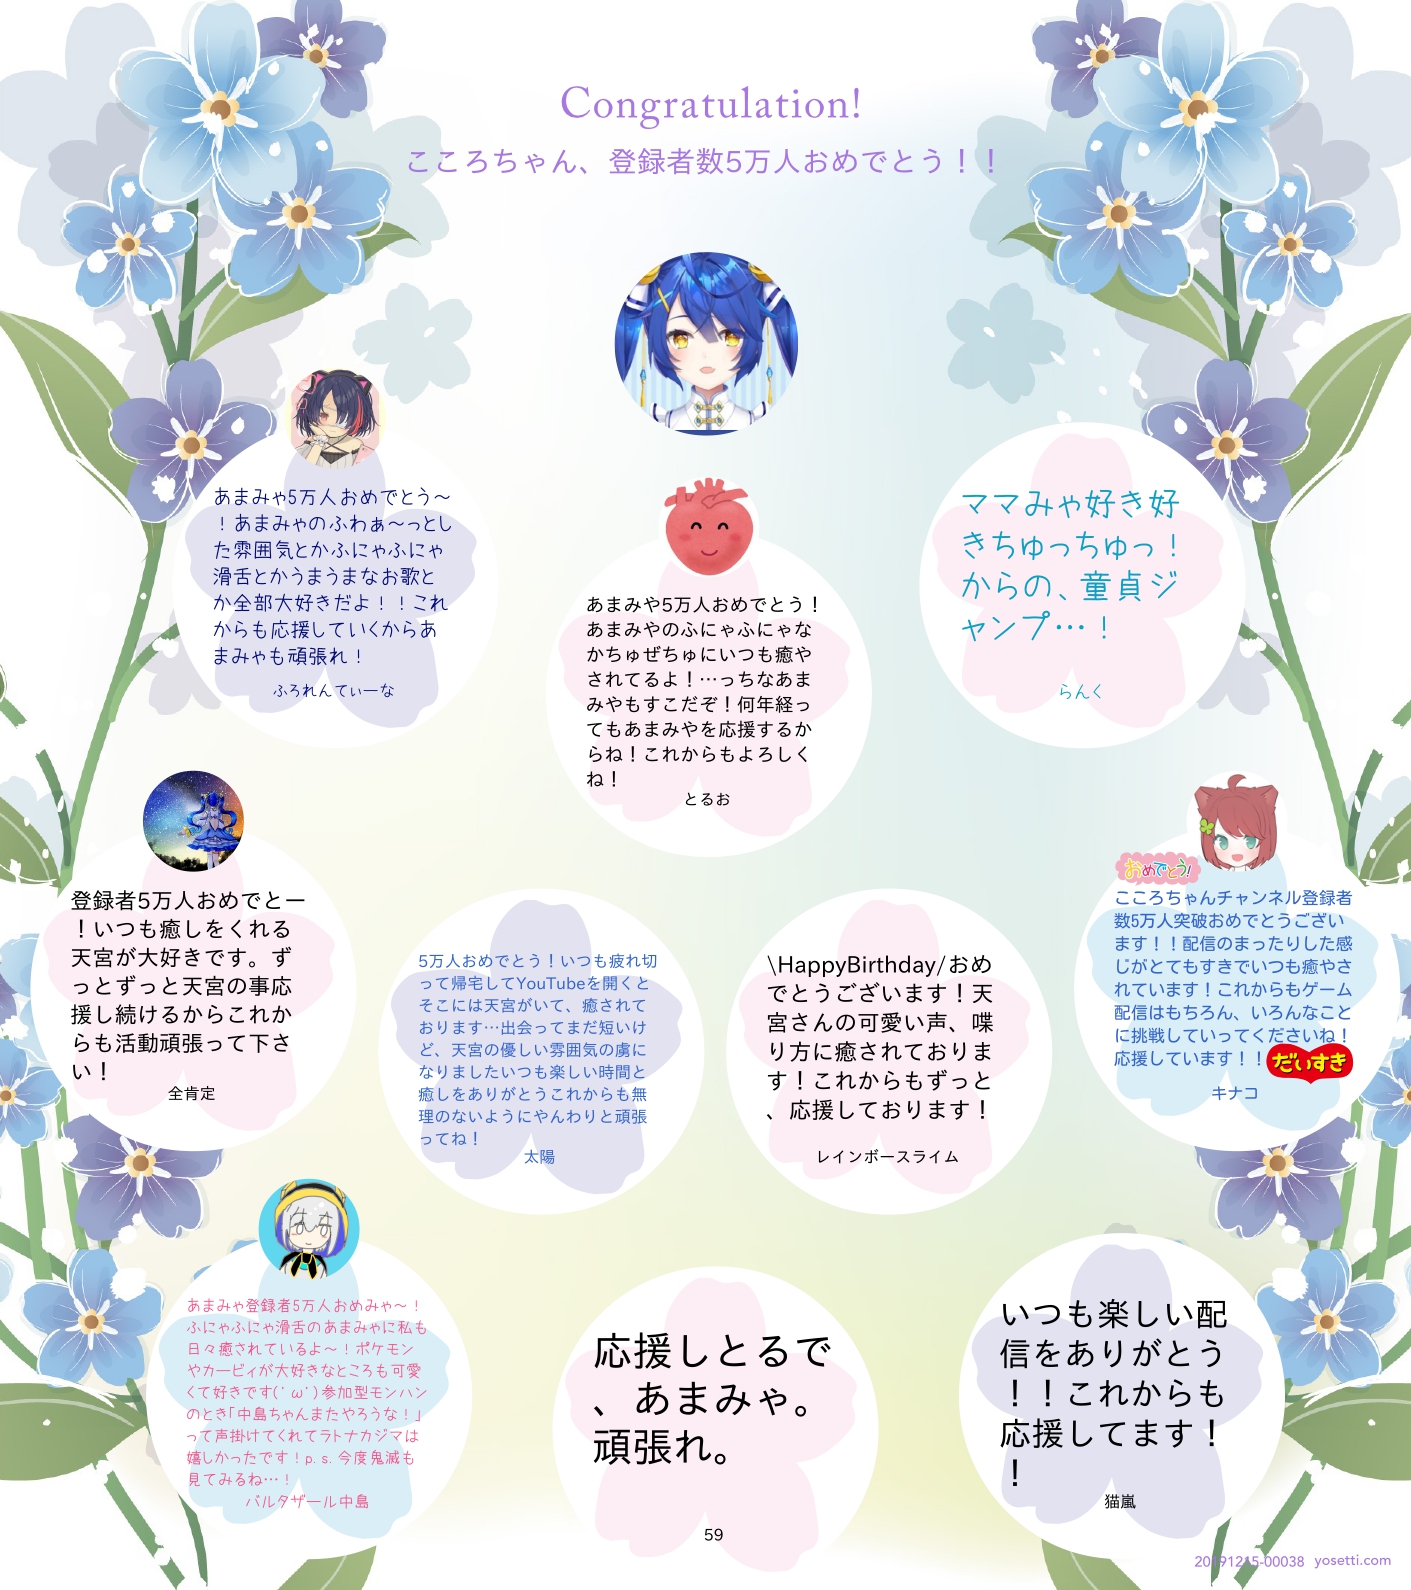 Congratulation!
こころちゃん、登録者数5万人おめでとう！！
あまみゃ5万人おめでとう〜
！あまみゃのふわぁ〜っとし
た雰囲気とかふにゃふにゃ
滑舌とかうまうまなお歌と
か全部大好きだよ！！これ
からも応援していくからあ
まみゃも頑張れ！
ふろれんてぃーな
あまみや5万人おめでとう！
あまみやのふにゃふにゃな
かちゅぜちゅにいつも癒や
されてるよ！…っちなあま
みやもすこだぞ！何年経っ
てもあまみやを応援するか
らね！これからもよろしく
ね！
とるお
ママみゃ好き好
きちゅっちゅっ！
からの、童貞ジ
ャンプ…！
らんく
登録者5万人おめでとー
！いつも癒しをくれる
天宮が大好きです。ず
っとずっと天宮の事応
援し続けるからこれか
らも活動頑張って下さ
い！
全肯定
5万人おめでとう！いつも疲れ切
って帰宅してYouTubeを開くと
そこには天宮がいて、癒されて
おります…出会ってまだ短いけ
ど、天宮の優しい雰囲気の虜に
なりましたいつも楽しい時間と
癒しをありがとうこれからも無
理のないようにやんわりと頑張
ってね！
太陽
\HappyBirthday/おめ
でとうございます！天
宮さんの可愛い声、喋
り方に癒されておりま
す！これからもずっと
、応援しております！
レインボースライム
おめでとう!
こころちゃんチャンネル登録者
数5万人突破おめでとうござい
ます！！配信のまったりした感
じがとてもすきでいつも癒やさ
れています！これからもゲーム
配信はもちろん、いろんなこと
に挑戦していってくださいね！
応援しています！！だいすき
キナコ
あまみゃ登録者5万人おめみゃ〜！
ふにゃふにゃ滑舌のあまみゃに私も
日々癒されているよ〜！ポケモン
やカービィが大好きなところも可愛
くて好きです(´ω`)参加型モンハン
のとき｢中島ちゃんまたやろうな！｣
って声掛けてくれてラトナカジマは
嬉しかったです！p.s.今度鬼滅も
見てみるね…！
バルタザール中島
応援しとるで
、あまみゃ。
頑張れ。
59
いつも楽しい配
信をありがとう
！！これからも
応援してます！
！
猫嵐
20191215-00038 yosetti.com